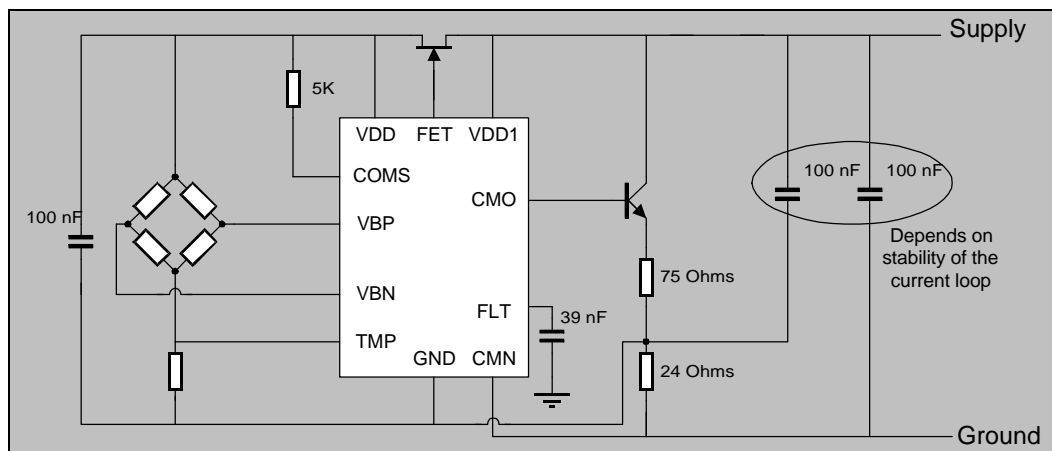 Supply
5K
VDD FET VDD1
COMS
100 nF 100 nF
CMO
100 nF
VBP
Depends on
stability of the
current loop
75 Ohms
VBN
FLT
39 nF
TMP
GND CMN
24 Ohms
Ground